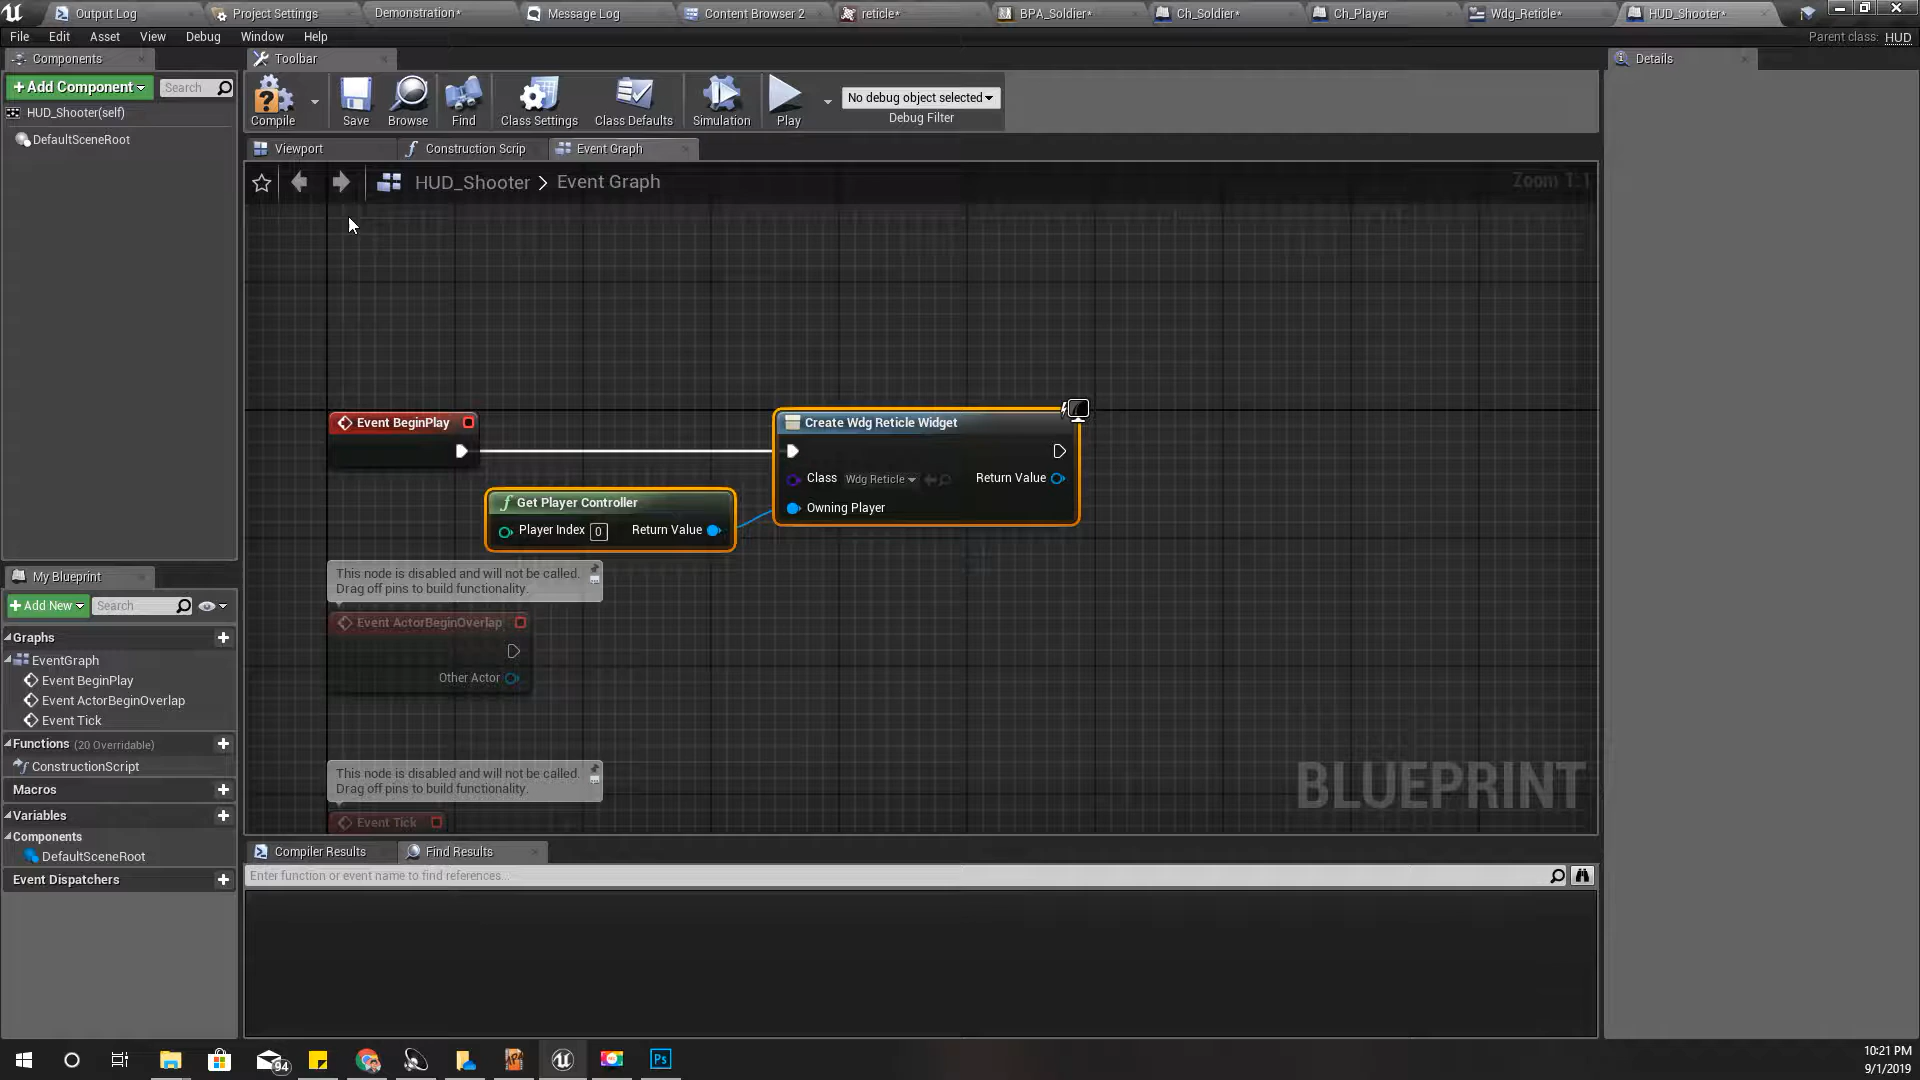 Output Log
Project Settings
Demonstration*
Message Log
Content Browser 2
reticle*
BPA_Soldier*
Ch_Soldier*
Ch_Player
Wdg_Reticle*
HUD_Shooter*
File
Edit
Asset
View
Debug
Window
Help
Parent class: HUD
Components
Toolbar
Details
+Add Component
Search
HUD_Shooter(self)
DefaultSceneRoot
Compile
Save
Browse
Find
Class Settings
Class Defaults
Simulation
Play
No debug object selected
Debug Filter
Viewport
Construction Scrip
Event Graph
HUD_Shooter > Event Graph
Zoom 1:1
Event BeginPlay
Create Wdg Reticle Widget
Class Wdg Reticle
Return Value
Owning Player
Get Player Controller
Player Index 0
Return Value
This node is disabled and will not be called.
Drag off pins to build functionality.
Event ActorBeginOverlap
Other Actor
This node is disabled and will not be called.
Drag off pins to build functionality.
Event Tick
BLUEPRINT
My Blueprint
+Add New
Search
Graphs
EventGraph
Event BeginPlay
Event ActorBeginOverlap
Event Tick
Functions (20 Overridable)
ConstructionScript
Macros
Variables
Components
DefaultSceneRoot
Event Dispatchers
Compiler Results
Find Results
Enter function or event name to find references...
94
Ps
10:21 PM
9/1/2019